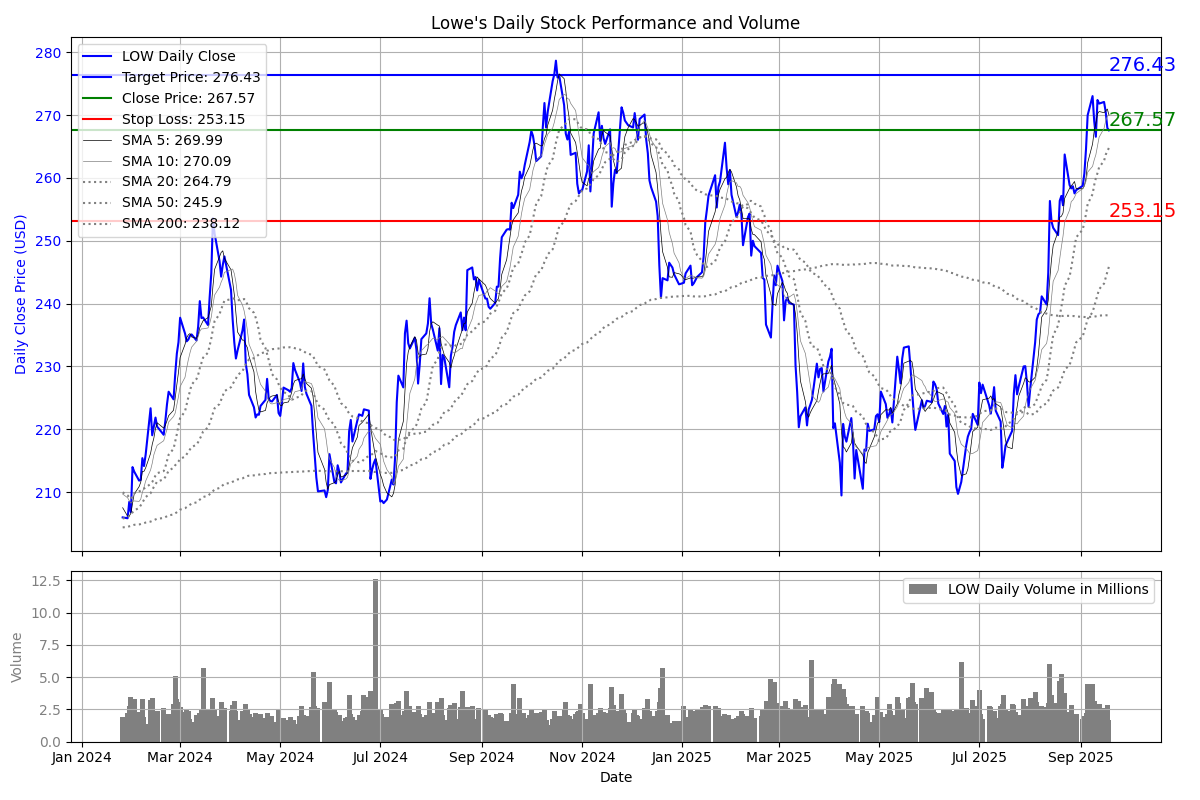 Lowe's Daily Stock Performance and Volume
LOW Daily Close
Target Price: 276.43
Close Price: 267.57
Stop Loss: 253.15
SMA 5: 269.99
SMA 10: 270.09
SMA 20: 264.79
SMA 50: 245.9
SMA 200: 238.12
276.43
267.57
253.15
Daily Close Price (USD)
280
270
260
250
240
230
220
210
LOW Daily Volume in Millions
Volume
12.5
10.0
7.5
5.0
2.5
0.0
Jan 2024 Mar 2024 May 2024 Jul 2024 Sep 2024 Nov 2024 Jan 2025 Mar 2025 May 2025 Jul 2025 Sep 2025
Date